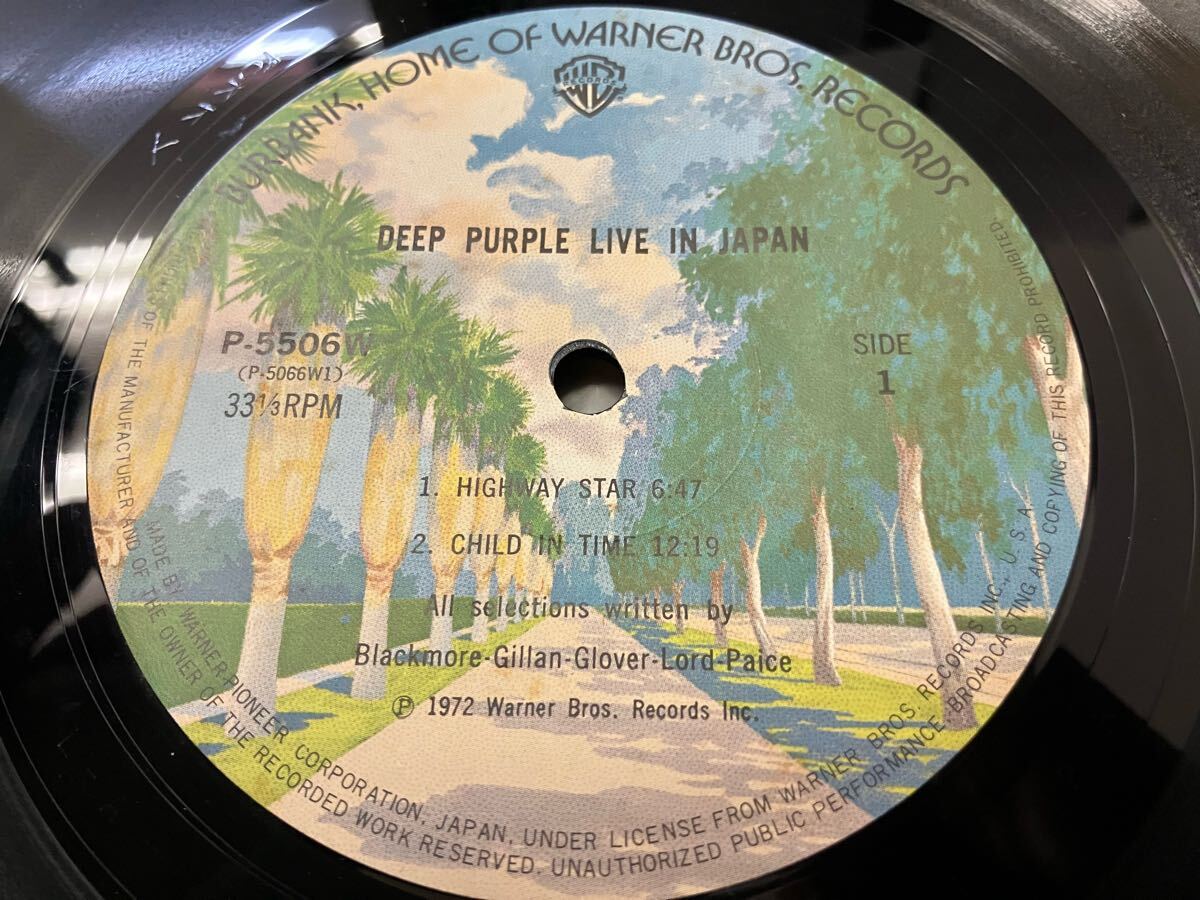 BURBANK, HOME OF WARNER BROS. RECORDS
RECORDS
DEEP PURPLE LIVE IN JAPAN
P-5506W
(P-5066W1)
33⅓RPM
SIDE
1
1. HIGHWAY STAR 6:47
2. CHILD IN TIME 12:19
All selections written by
Blackmore-Gillan-Glover-Lord-Paice
Ⓟ 1972 Warner Bros. Records Inc.
MADE BY WARNER-PIONEER CORPORATION, JAPAN, UNDER LICENSE FROM WARNER BROS. RECORDS INC., U.S.A.
OF THE MANUFACTURER AND OF THE OWNER OF THE RECORDED WORK RESERVED. UNAUTHORIZED PUBLIC PERFORMANCE, BROADCASTING AND COPYING OF THIS RECORD PROHIBITED